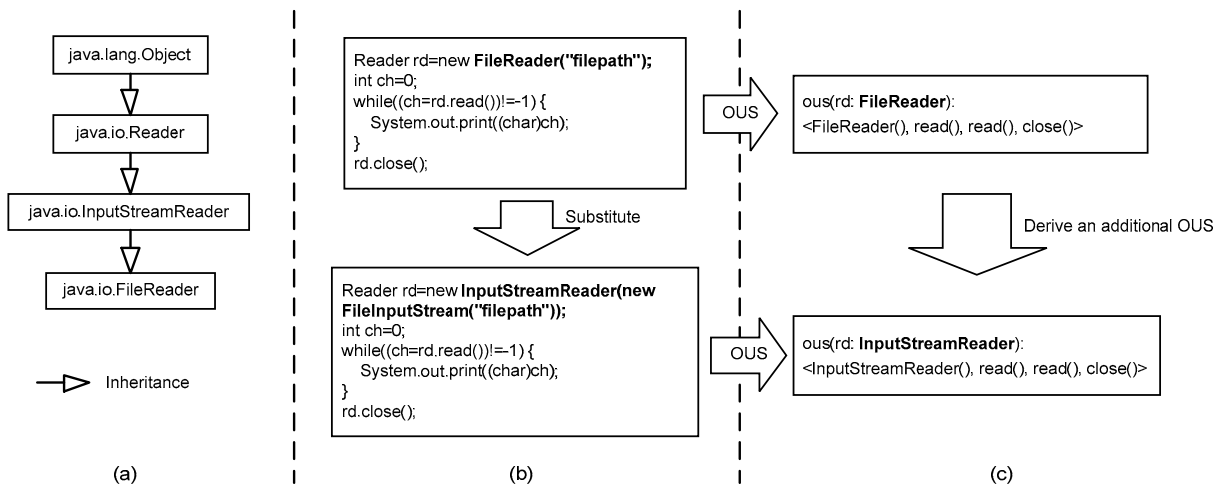 java.lang.Object
java.io.Reader
java.io.InputStreamReader
java.io.FileReader
Inheritance
(a)
Reader rd=new FileReader("filepath");
int ch=0;
while((ch=rd.read())!=-1) {
System.out.print((char)ch);
}
rd.close();
Substitute
Reader rd=new InputStreamReader(new
FileInputStream("filepath"));
int ch=0;
while((ch=rd.read())!=-1) {
System.out.print((char)ch);
}
rd.close();
(b)
OUS
OUS
ous(rd: FileReader):
<FileReader(), read(), read(), close()>
Derive an additional OUS
ous(rd: InputStreamReader):
<InputStreamReader(), read(), read(), close()>
(c)